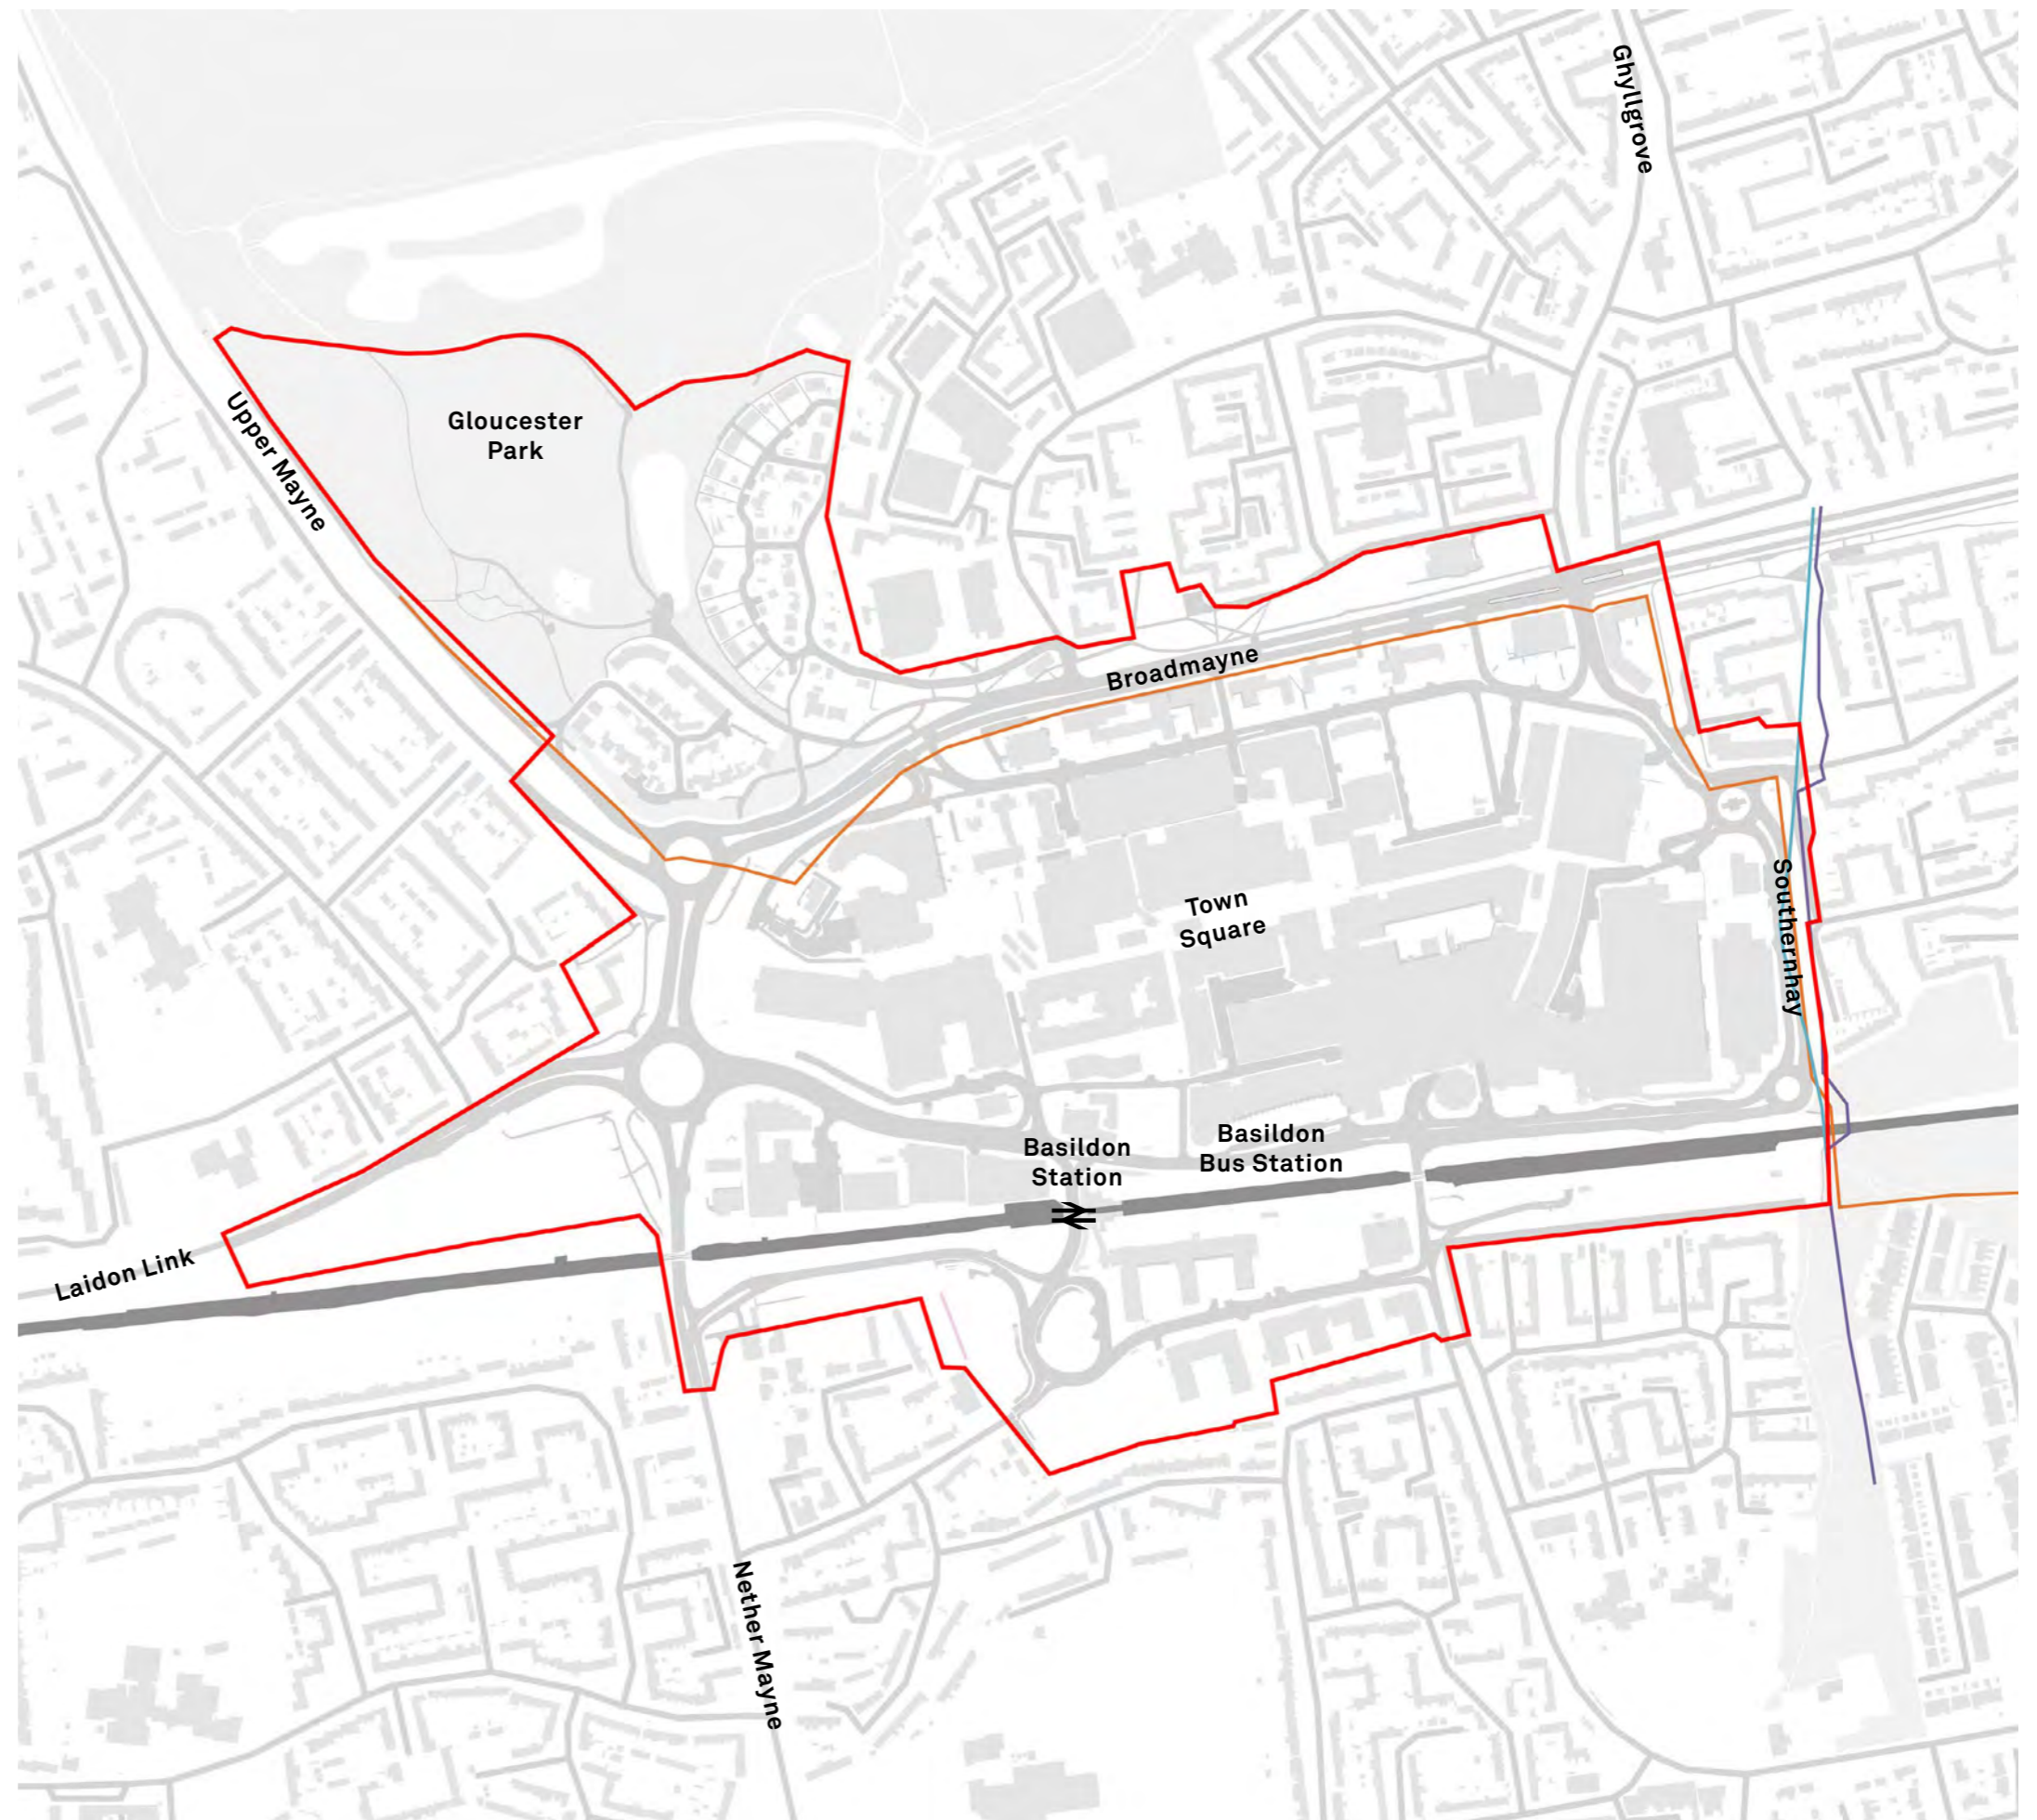 Ghyllgrove
Upper Mayne
Gloucester
Park
Broadmayne
Town
Square
Southernhay
Basildon
Station
Basildon
Bus Station
Laidon Link
Nether Mayne